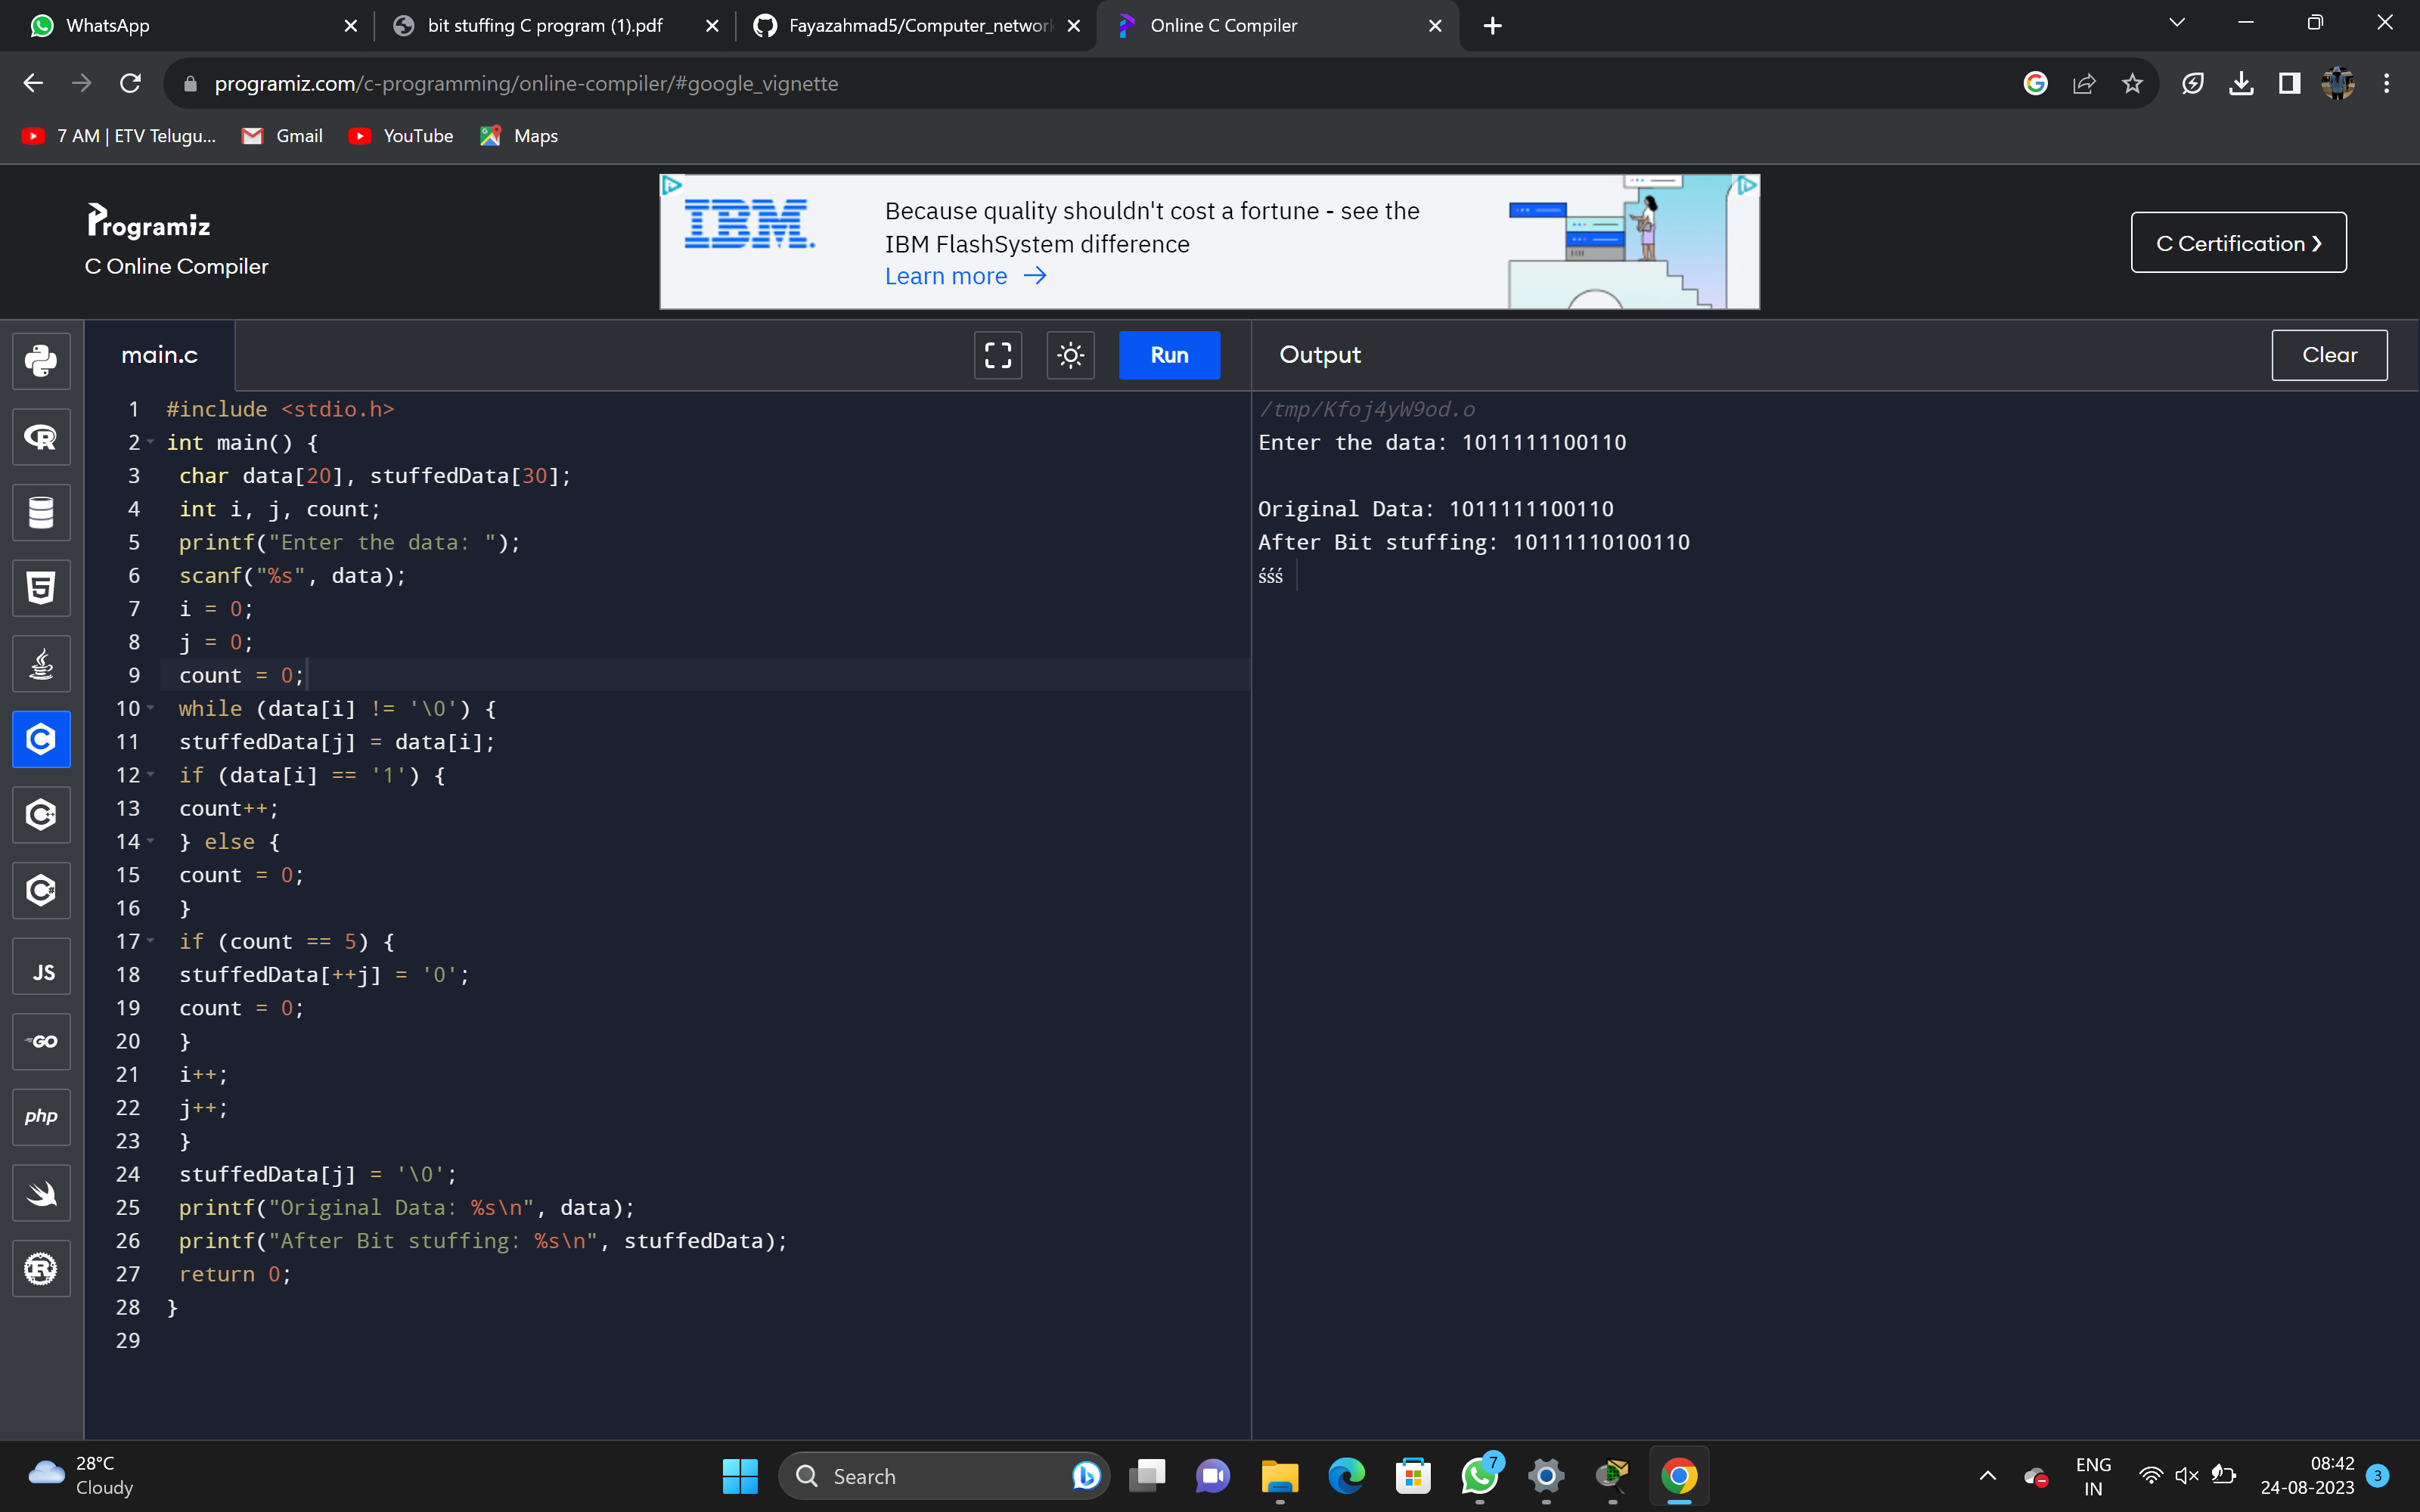 WhatsApp
bit stuffing C program (1).pdf
Fayazahmad5/Computer_networ
Online C Compiler
programiz.com/c-programming/online-compiler/#google_vignette
7 AM | ETV Telugu...
Gmail
YouTube
Maps
Programiz
C Online Compiler
IBM.
Because quality shouldn't cost a fortune - see the
IBM FlashSystem difference
Learn more →
C Certification ❯
main.c
Run
Output
Clear
1 #include <stdio.h>
2 int main() {
3 char data[20], stuffedData[30];
4 int i, j, count;
5 printf("Enter the data: ");
6 scanf("%s", data);
7 i = 0;
8 j = 0;
9 count = 0;
10 while (data[i] != '\0') {
11 stuffedData[j] = data[i];
12 if (data[i] == '1') {
13 count++;
14 } else {
15 count = 0;
16 }
17 if (count == 5) {
18 stuffedData[++j] = '0';
19 count = 0;
20 }
21 i++;
22 j++;
23 }
24 stuffedData[j] = '\0';
25 printf("Original Data: %s\n", data);
26 printf("After Bit stuffing: %s\n", stuffedData);
27 return 0;
28 }
29
/tmp/Kfoj4yW9od.o
Enter the data: 1011111100110
Original Data: 1011111100110
After Bit stuffing: 10111110100110
śśś
JS
GO
php
28°C
Cloudy
Search
7
ENG
IN
08:42
24-08-2023
3